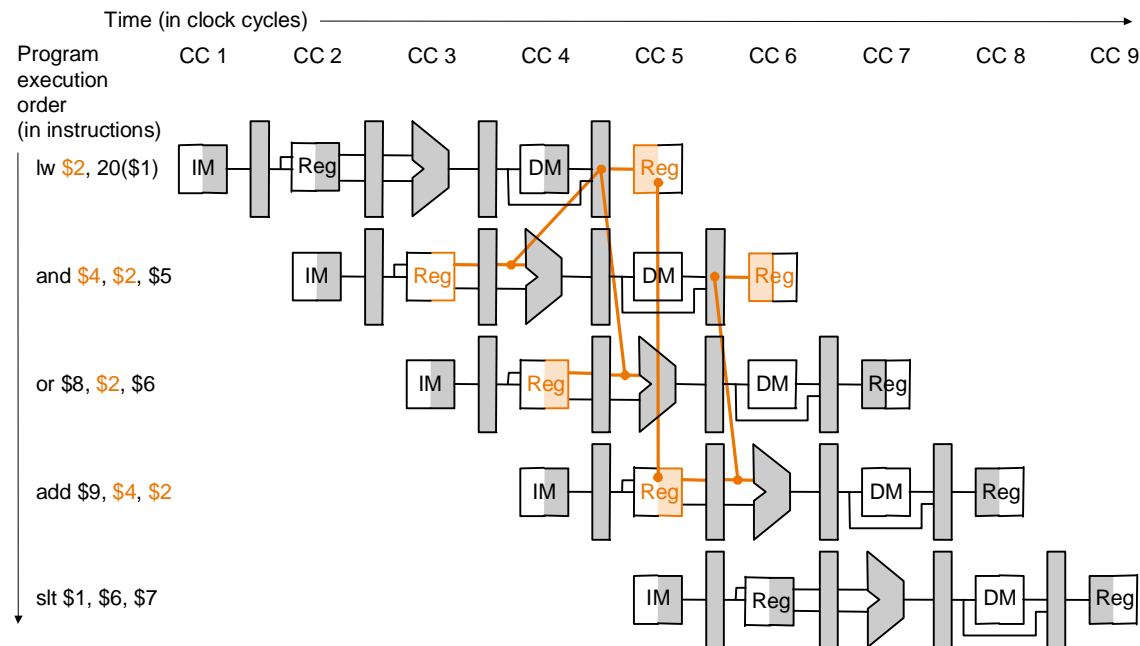 Time (in clock cycles)
CC 1 CC 2 CC 3 CC 4 CC 5 CC 6 CC 7 CC 8 CC 9
Program
execution
order
(in instructions)
lw $2, 20($1)
IM Reg DM Reg
and $4, $2, $5
IM Reg DM Reg
or $8, $2, $6
IM Reg DM Reg
add $9, $4, $2
IM Reg DM Reg
slt $1, $6, $7
IM Reg DM Reg